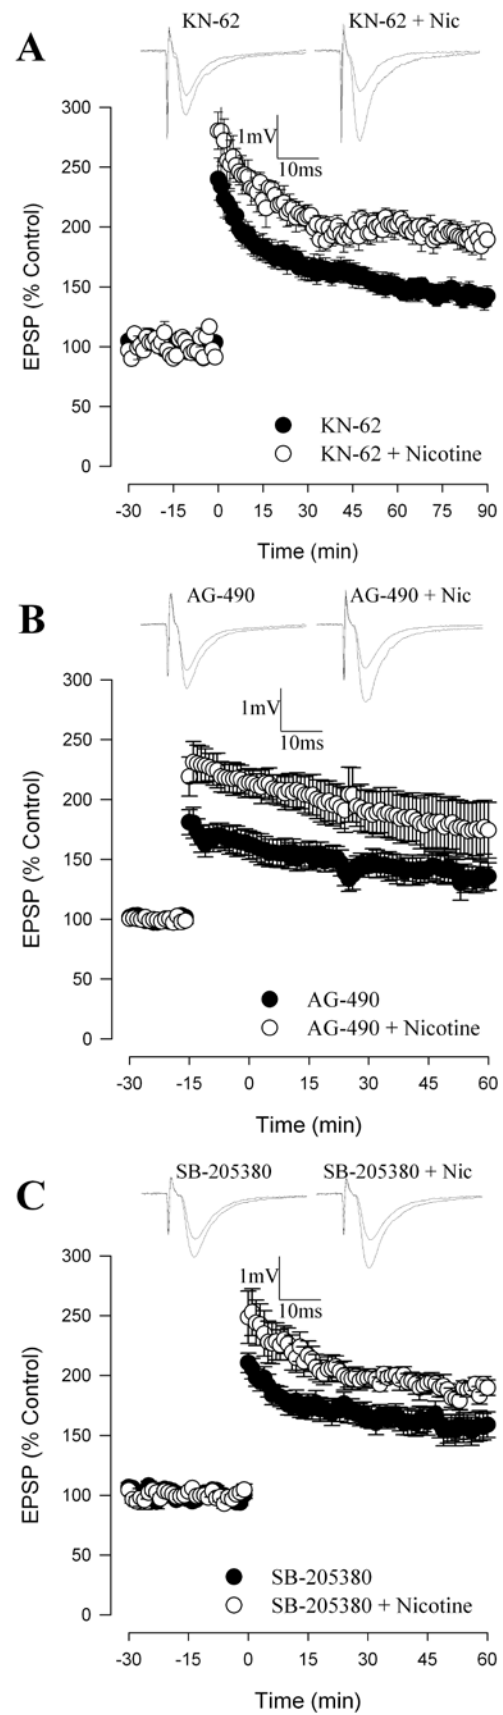 A
KN-62
KN-62 + Nic
1mV
10ms
300
250
200
150
100
50
0
EPSP (% Control)
KN-62
KN-62 + Nicotine
-30 -15 0 15 30 45 60 75 90
Time (min)
B
AG-490
AG-490 + Nic
1mV
10ms
300
250
200
150
100
50
0
EPSP (% Control)
AG-490
AG-490 + Nicotine
-30 -15 0 15 30 45 60
Time (min)
C
SB-205380
SB-205380 + Nic
1mV
10ms
300
250
200
150
100
50
0
EPSP (% Control)
SB-205380
SB-205380 + Nicotine
-30 -15 0 15 30 45 60
Time (min)